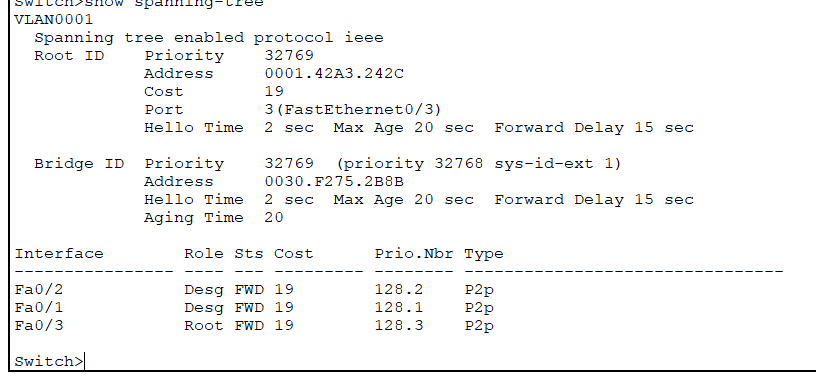 Switch>show spanning-tree
VLAN0001
  Spanning tree enabled protocol ieee
  Root ID    Priority    32769
             Address     0001.42A3.242C
             Cost        19
             Port        3(FastEthernet0/3)
             Hello Time  2 sec  Max Age 20 sec  Forward Delay 15 sec
  Bridge ID  Priority    32769  (priority 32768 sys-id-ext 1)
             Address     0030.F275.2B8B
             Hello Time  2 sec  Max Age 20 sec  Forward Delay 15 sec
             Aging Time  20
Interface        Role Sts Cost      Prio.Nbr Type
---------------- ---- --- --------- -------- --------------------------------
Fa0/2            Desg FWD 19        128.2    P2p
Fa0/1            Desg FWD 19        128.1    P2p
Fa0/3            Root FWD 19        128.3    P2p
Switch>